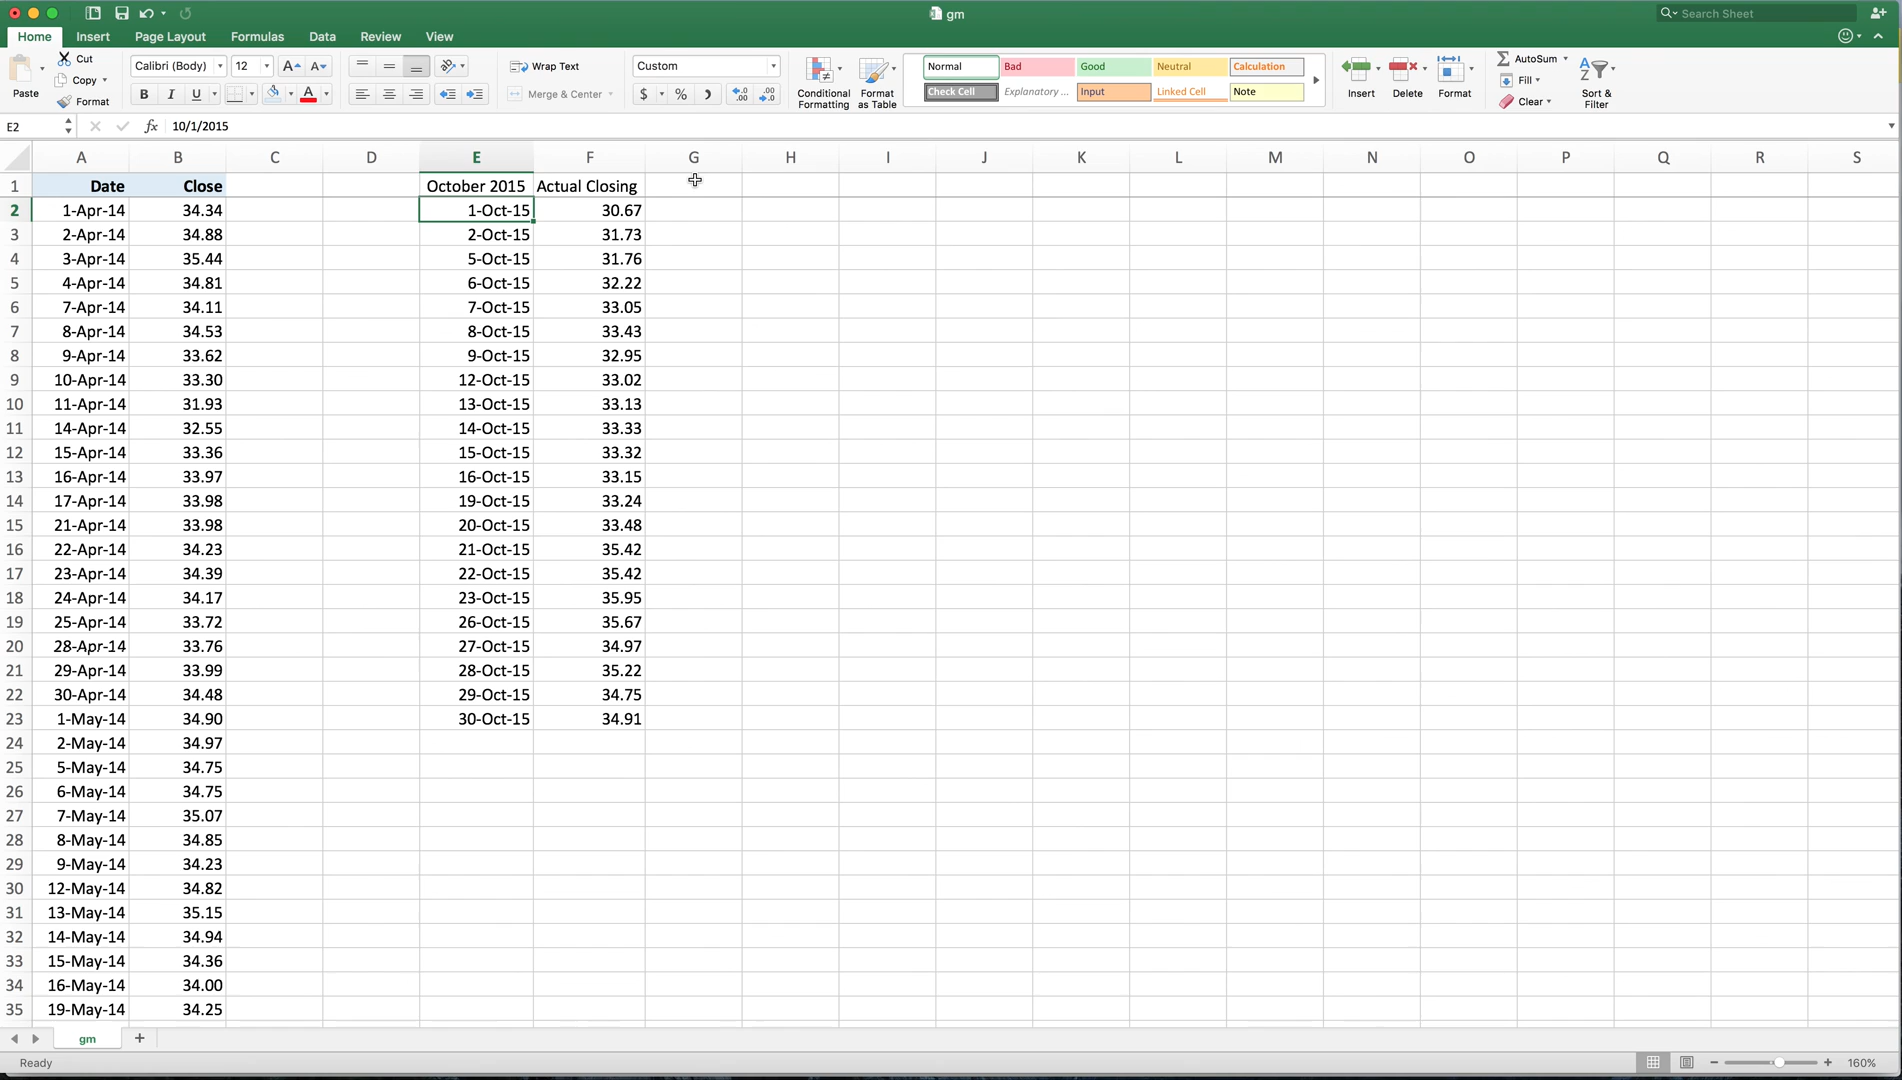 gm
Search Sheet
Home Insert Page Layout Formulas Data Review View
Paste
Cut
Copy
Format
Calibri (Body) 12
B I U
Wrap Text
Merge & Center
Custom
$ % )
Conditional Formatting
Format as Table
Normal Bad Good Neutral Calculation
Check Cell Explanatory ... Input Linked Cell Note
Insert Delete Format
AutoSum
Fill
Clear
Sort & Filter
E2 fx 10/1/2015
A B C D E F G H I J K L M N O P Q R S
1 Date Close October 2015 Actual Closing
2 1-Apr-14 34.34 1-Oct-15 30.67
3 2-Apr-14 34.88 2-Oct-15 31.73
4 3-Apr-14 35.44 5-Oct-15 31.76
5 4-Apr-14 34.81 6-Oct-15 32.22
6 7-Apr-14 34.11 7-Oct-15 33.05
7 8-Apr-14 34.53 8-Oct-15 33.43
8 9-Apr-14 33.62 9-Oct-15 32.95
9 10-Apr-14 33.30 12-Oct-15 33.02
10 11-Apr-14 31.93 13-Oct-15 33.13
11 14-Apr-14 32.55 14-Oct-15 33.33
12 15-Apr-14 33.36 15-Oct-15 33.32
13 16-Apr-14 33.97 16-Oct-15 33.15
14 17-Apr-14 33.98 19-Oct-15 33.24
15 21-Apr-14 33.98 20-Oct-15 33.48
16 22-Apr-14 34.23 21-Oct-15 35.42
17 23-Apr-14 34.39 22-Oct-15 35.42
18 24-Apr-14 34.17 23-Oct-15 35.95
19 25-Apr-14 33.72 26-Oct-15 35.67
20 28-Apr-14 33.76 27-Oct-15 34.97
21 29-Apr-14 33.99 28-Oct-15 35.22
22 30-Apr-14 34.48 29-Oct-15 34.75
23 1-May-14 34.90 30-Oct-15 34.91
24 2-May-14 34.97
25 5-May-14 34.75
26 6-May-14 34.75
27 7-May-14 35.07
28 8-May-14 34.85
29 9-May-14 34.23
30 12-May-14 34.82
31 13-May-14 35.15
32 14-May-14 34.94
33 15-May-14 34.36
34 16-May-14 34.00
35 19-May-14 34.25
gm
Ready
160%